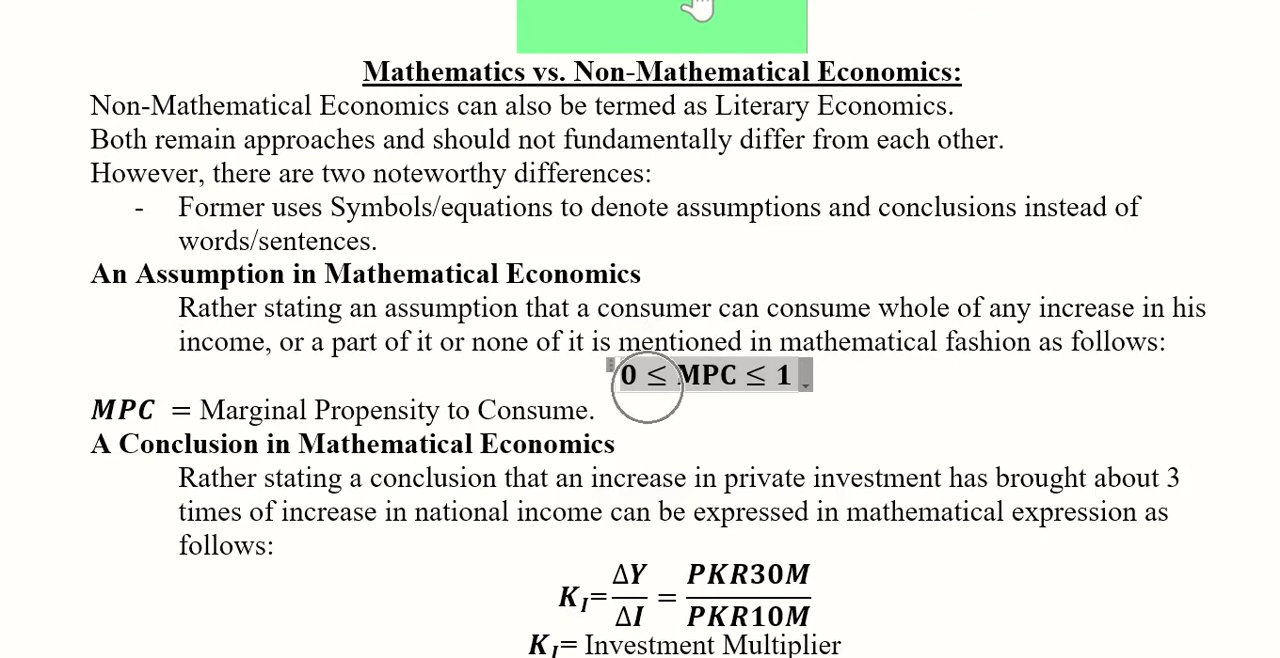 Mathematics vs. Non-Mathematical Economics:
Non-Mathematical Economics can also be termed as Literary Economics.
Both remain approaches and should not fundamentally differ from each other.
However, there are two noteworthy differences:
- Former uses Symbols/equations to denote assumptions and conclusions instead of
words/sentences.
An Assumption in Mathematical Economics
Rather stating an assumption that a consumer can consume whole of any increase in his
income, or a part of it or none of it is mentioned in mathematical fashion as follows:
0 ≤ MPC ≤ 1
MPC = Marginal Propensity to Consume.
A Conclusion in Mathematical Economics
Rather stating a conclusion that an increase in private investment has brought about 3
times of increase in national income can be expressed in mathematical expression as
follows:
K_I = ΔY/ΔI = PKR30M/PKR10M
K_I = Investment Multiplier